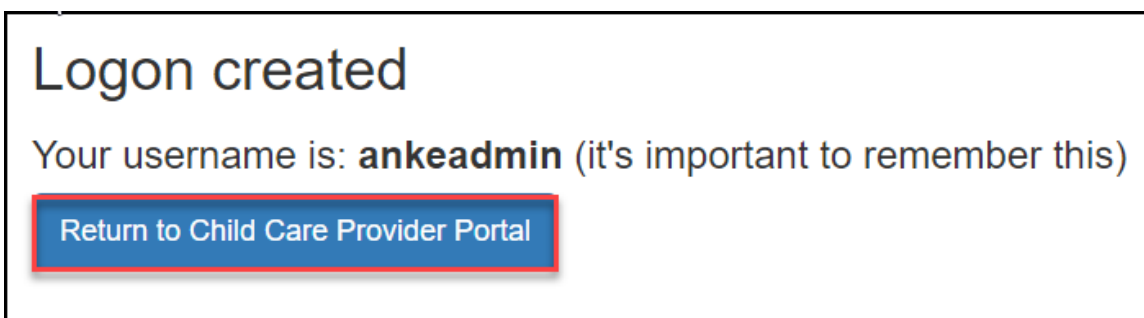 Logon created
Your username is: ankeadmin (it's important to remember this)
Return to Child Care Provider Portal